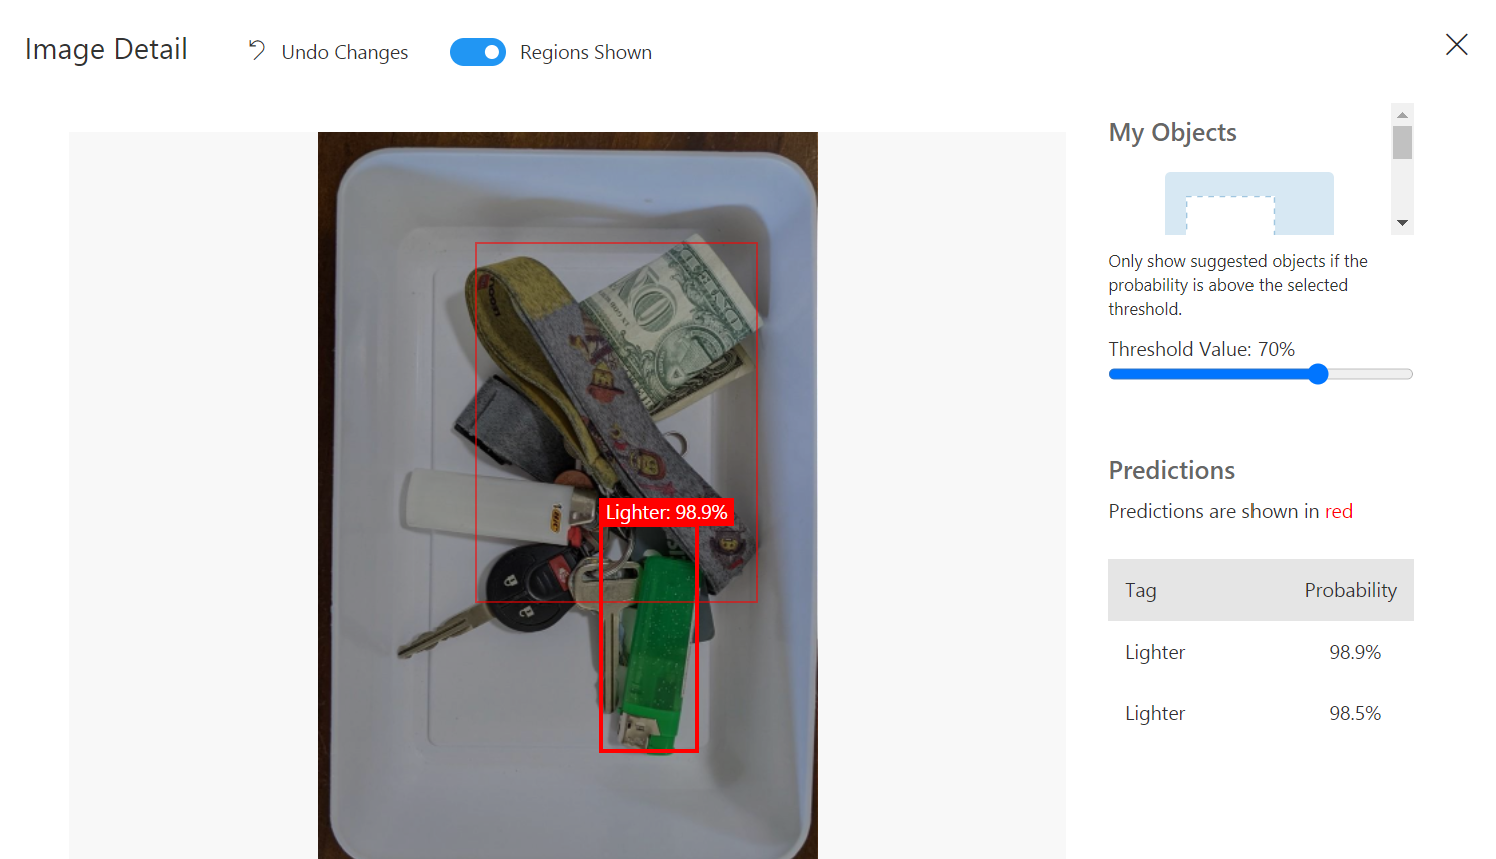 Image Detail
Undo Changes
Regions Shown
My Objects
Only show suggested objects if the
probability is above the selected
threshold.
Threshold Value: 70%
Lighter: 98.9%
BIC
Predictions
Predictions are shown in red
Tag Probability
Lighter 98.9%
Lighter 98.5%